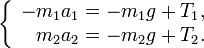 −m₁a₁ = −m₁g + T₁,
m₂a₂ = −m₂g + T₂.